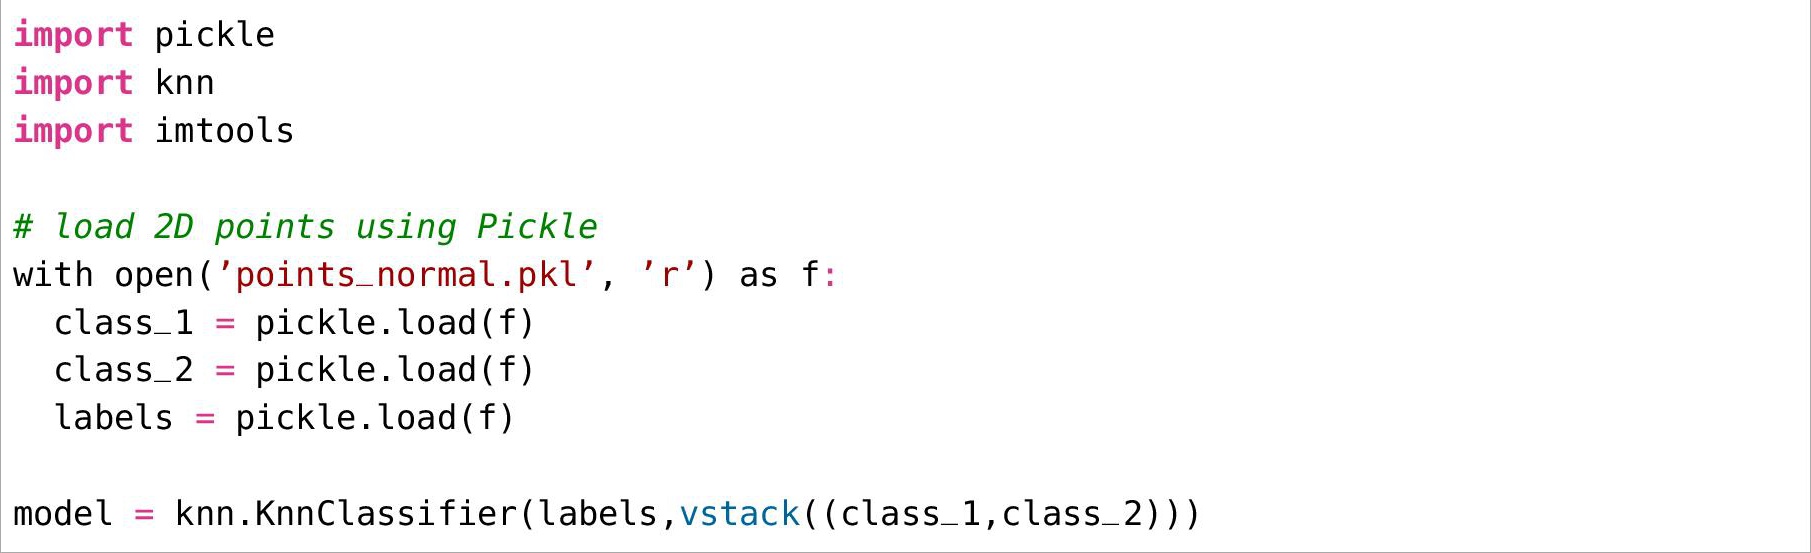 import pickle
import knn
import imtools

# load 2D points using Pickle
with open(’points_normal.pkl’, ’r’) as f:
  class_1 = pickle.load(f)
  class_2 = pickle.load(f)
  labels = pickle.load(f)

model = knn.KnnClassifier(labels,vstack((class_1,class_2)))